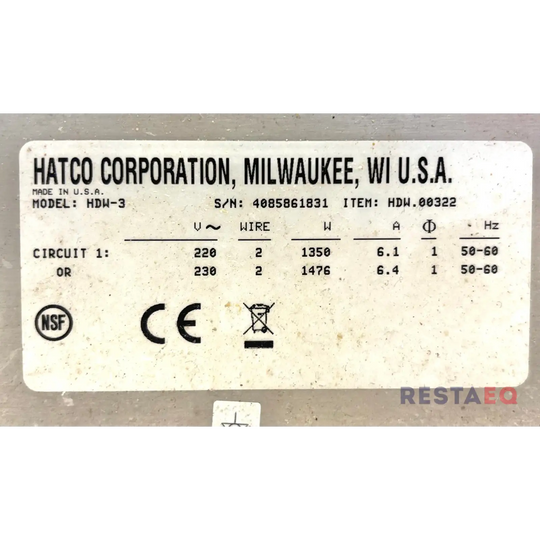 HATCO CORPORATION, MILWAUKEE, WI U.S.A.
MADE IN U.S.A.
MODEL: HDW-3 S/N: 4085861831 ITEM: HDW.00322
V~ WIRE W A Φ Hz
CIRCUIT 1: 220 2 1350 6.1 1 50-60
OR 230 2 1476 6.4 1 50-60
NSF CE
RESTAEQ